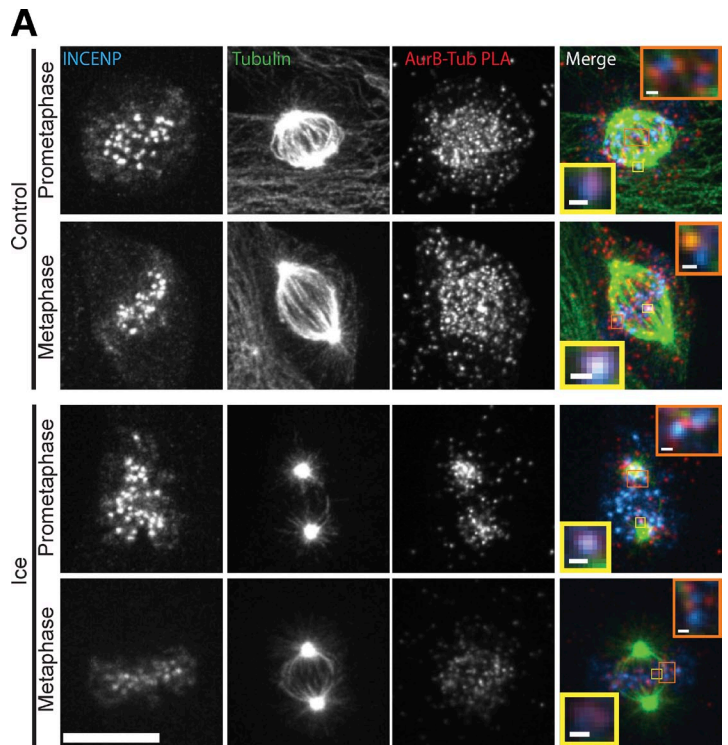 A
INCENP Tubulin AurB-Tub PLA Merge
Control
Prometaphase
Metaphase
Ice
Prometaphase
Metaphase